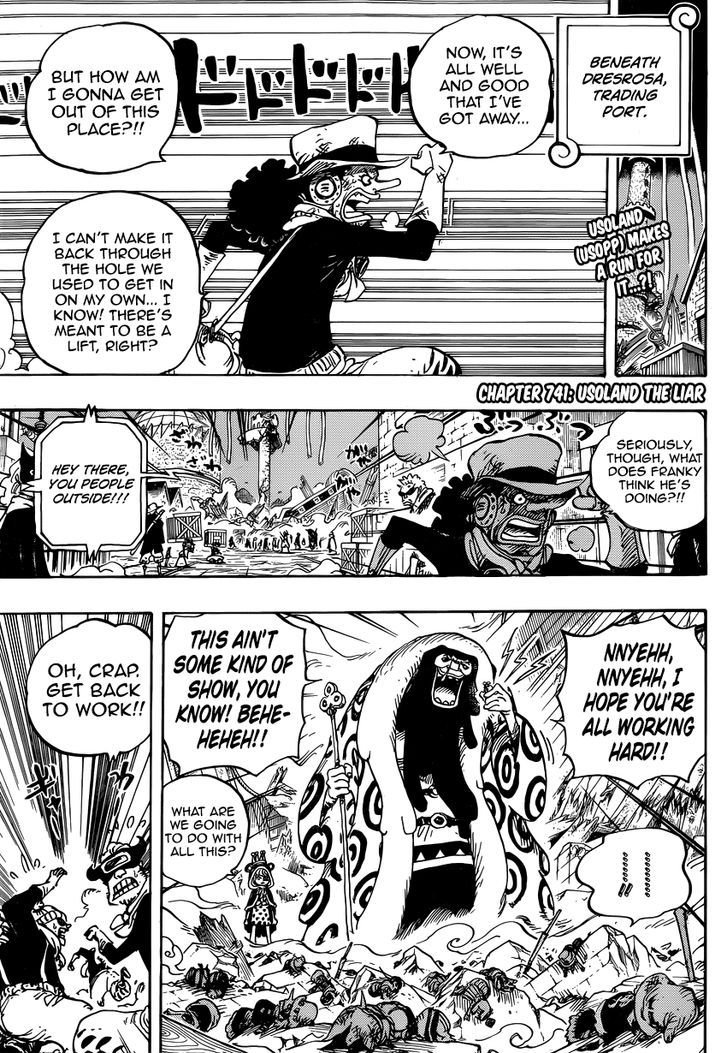 BENEATH
DRESROSA,
TRADING
PORT.
NOW, IT'S
ALL WELL
AND GOOD
THAT I'VE
GOT AWAY...
BUT HOW AM
I GONNA GET
OUT OF THIS
PLACE?!!
ドドドドドド
USOLAND
(USOPP) MAKES
A RUN FOR
IT...?!
I CAN'T MAKE IT
BACK THROUGH
THE HOLE WE
USED TO GET IN
ON MY OWN... I
KNOW! THERE'S
MEANT TO BE A
LIFT, RIGHT?
CHAPTER 741: USOLAND THE LIAR
SERIOUSLY,
THOUGH, WHAT
DOES FRANKY
THINK HE'S
DOING?!!
HEY THERE,
YOU PEOPLE
OUTSIDE!!!
NNYEHH,
NNYEHH, I
HOPE YOU'RE
ALL WORKING
HARD!!
THIS AIN'T
SOME KIND OF
SHOW, YOU
KNOW! BEHE-
HEHEH!!
WHAT ARE
WE GOING
TO DO WITH
ALL THIS?
OH, CRAP.
GET BACK
TO WORK!!